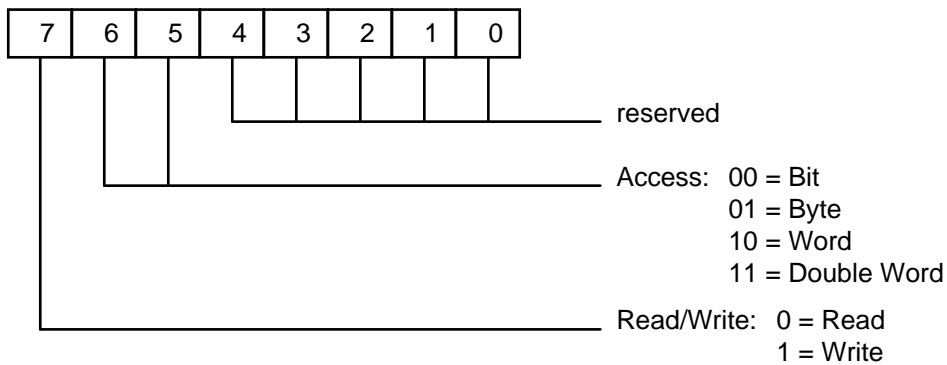 7 6 5 4 3 2 1 0
reserved
Access: 00 = Bit
01 = Byte
10 = Word
11 = Double Word
Read/Write: 0 = Read
1 = Write